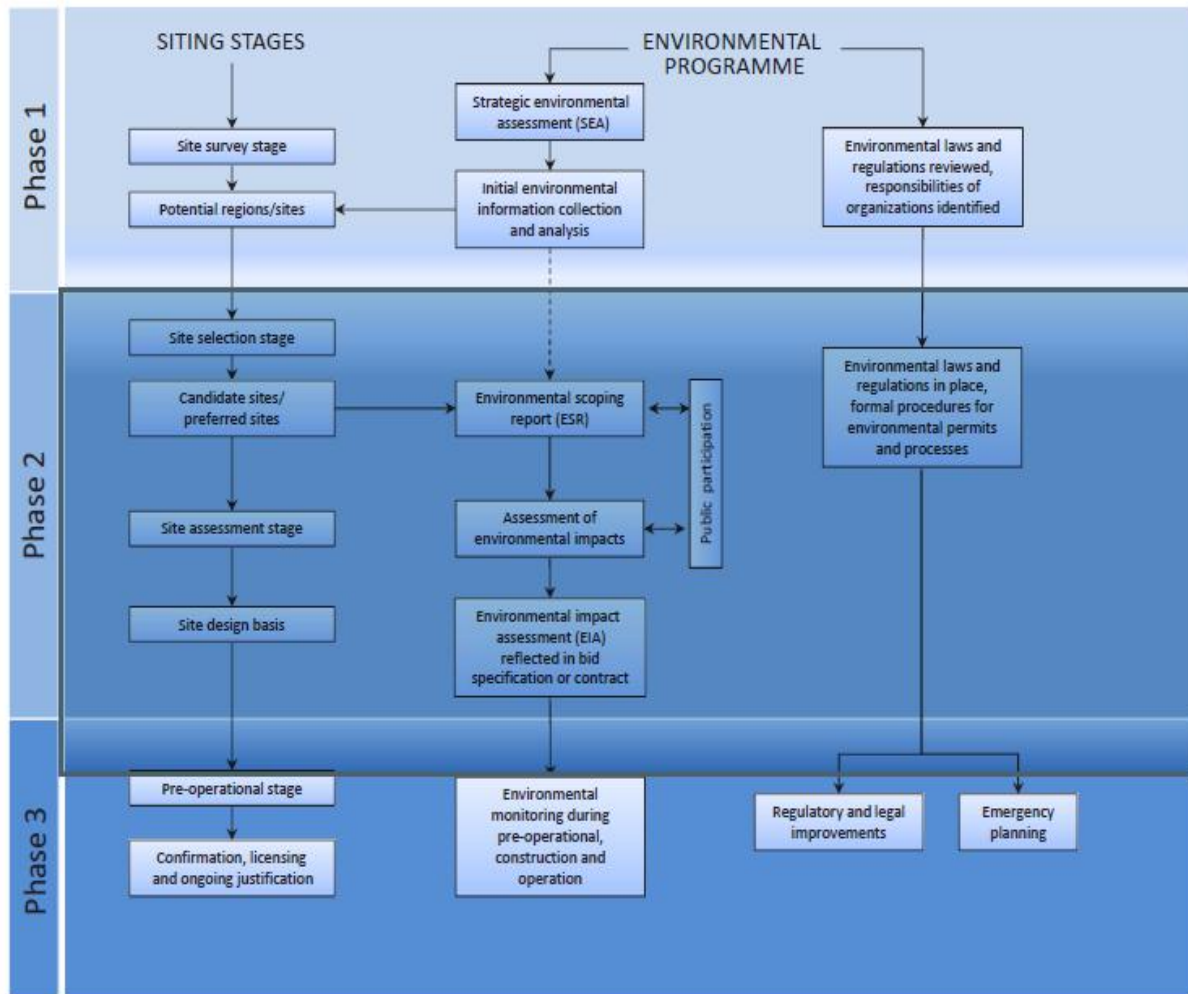 SITING STAGES
ENVIRONMENTAL
PROGRAMME
Phase 1
Strategic environmental
assessment (SEA)
Site survey stage
Environmental laws and
regulations reviewed,
responsibilities of
organizations identified
Potential regions/sites
Initial environmental
information collection
and analysis
Phase 2
Site selection stage
Candidate sites/
preferred sites
Environmental scoping
report (ESR)
Public participation
Environmental laws and
regulations in place,
formal procedures for
environmental permits
and processes
Site assessment stage
Assessment of
environmental impacts
Site design basis
Environmental impact
assessment (EIA)
reflected in bid
specification or contract
Phase 3
Pre-operational stage
Confirmation, licensing
and ongoing justification
Environmental
monitoring during
pre-operational,
construction and
operation
Regulatory and legal
improvements
Emergency
planning